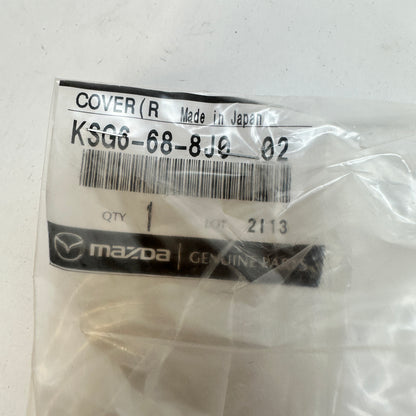 COVER(R Made in Japan
KSG6-68-8J0 02
QTY 1 LOT 2113
mazda GENUINE PARTS